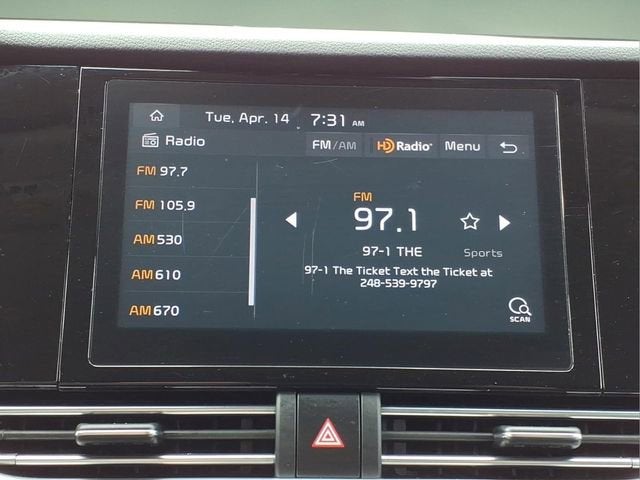 Tue, Apr. 14 7:31 AM
Radio FM/AM HD Radio Menu
FM 97.7
FM 105.9
AM 530
AM 610
AM 670
FM
97.1
97-1 THE Sports
97-1 The Ticket Text the Ticket at
248-539-9797
SCAN